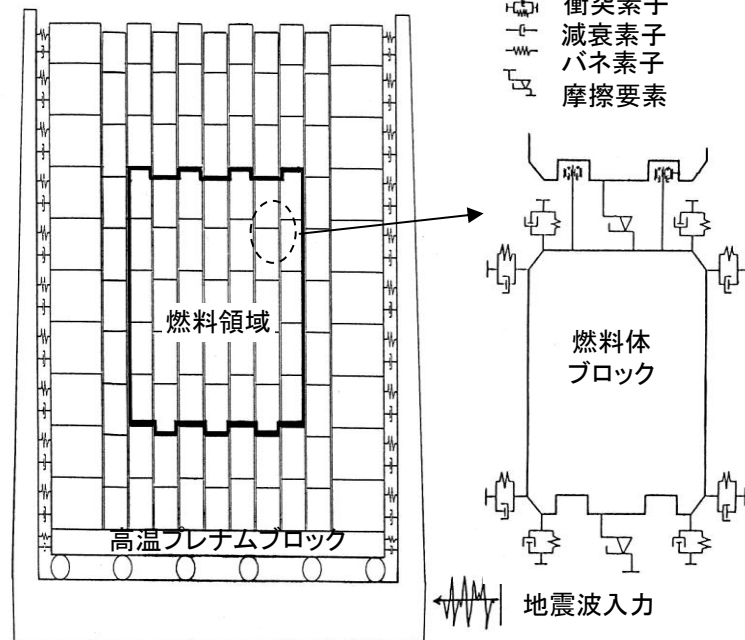 衝突素子
減衰素子
バネ素子
摩擦要素
燃料領域
燃料体
ブロック
高温プレナムブロック
地震波入力